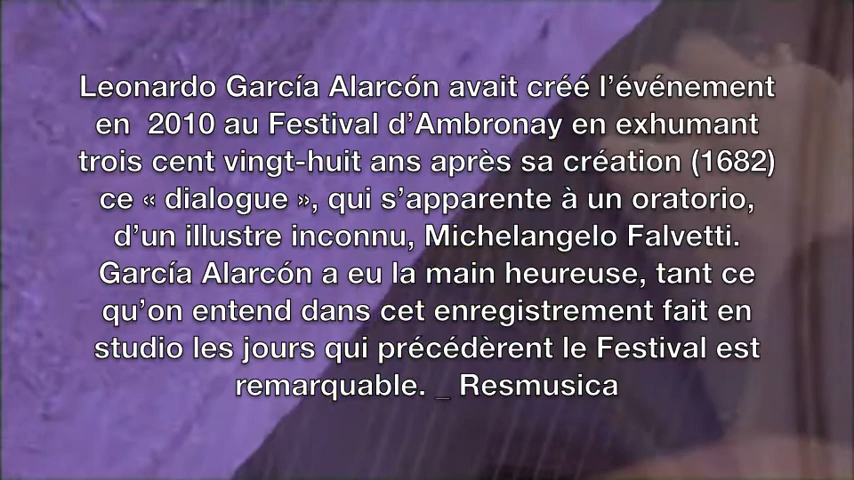 Leonardo García Alarcón avait créé l’événement
en  2010 au Festival d’Ambronay en exhumant
trois cent vingt-huit ans après sa création (1682)
ce « dialogue », qui s’apparente à un oratorio,
d’un illustre inconnu, Michelangelo Falvetti.
García Alarcón a eu la main heureuse, tant ce
qu’on entend dans cet enregistrement fait en
studio les jours qui précédèrent le Festival est
remarquable. _ Resmusica